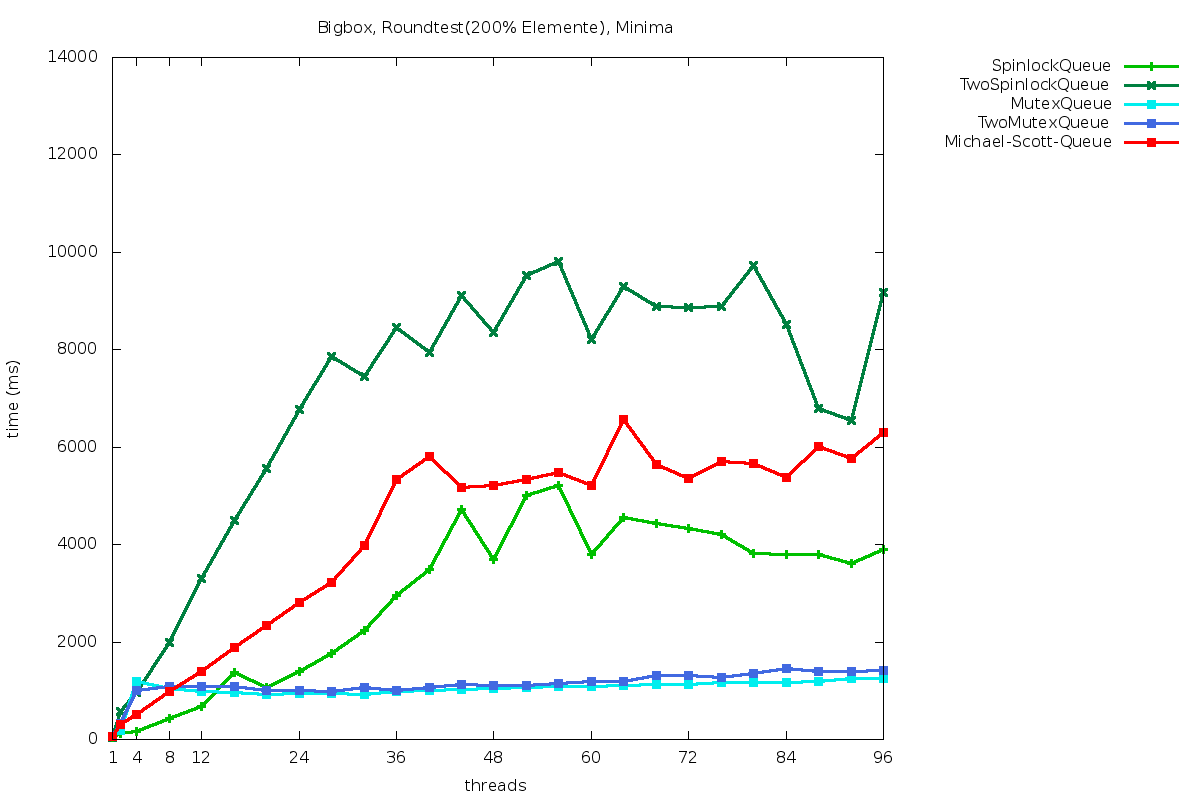 Bigbox, Roundtest(200% Elemente), Minima
SpinlockQueue
TwoSpinlockQueue
MutexQueue
TwoMutexQueue
Michael-Scott-Queue
14000
12000
10000
8000
6000
4000
2000
0
time (ms)
1 4 8 12 24 36 48 60 72 84 96
threads